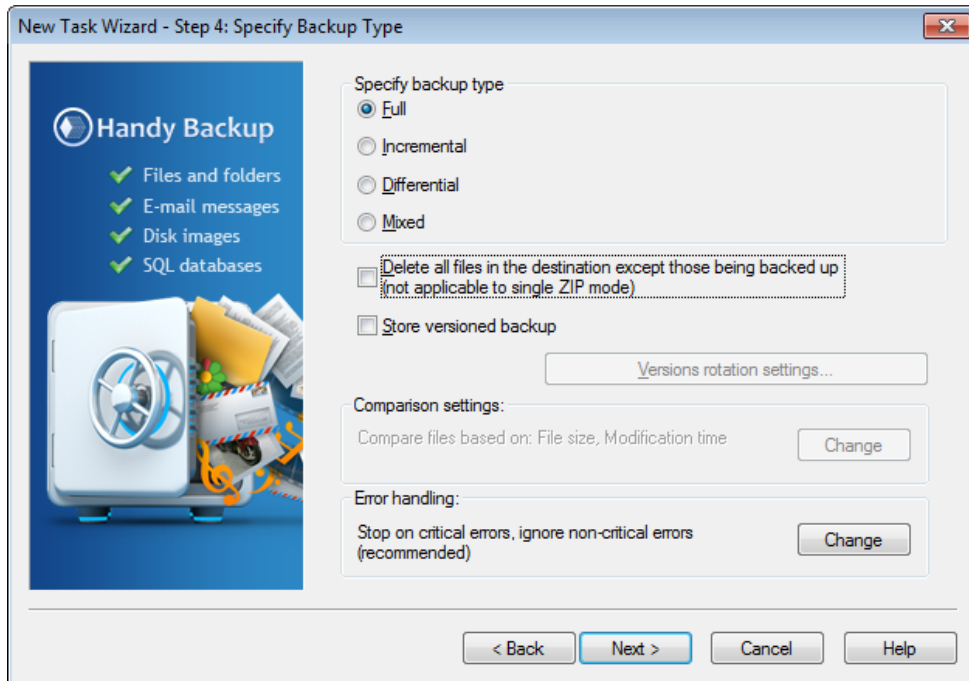 New Task Wizard - Step 4: Specify Backup Type
Handy Backup
Files and folders
E-mail messages
Disk images
SQL databases
Specify backup type
Full
Incremental
Differential
Mixed
Delete all files in the destination except those being backed up
(not applicable to single ZIP mode)
Store versioned backup
Versions rotation settings...
Comparison settings:
Compare files based on: File size, Modification time
Change
Error handling:
Stop on critical errors, ignore non-critical errors
(recommended)
Change
< Back
Next >
Cancel
Help